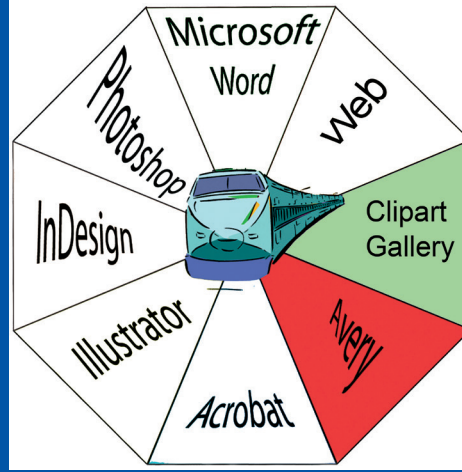 Microsoft
Word
Web
Clipart
Gallery
Avery
Acrobat
Illustrator
InDesign
Photoshop